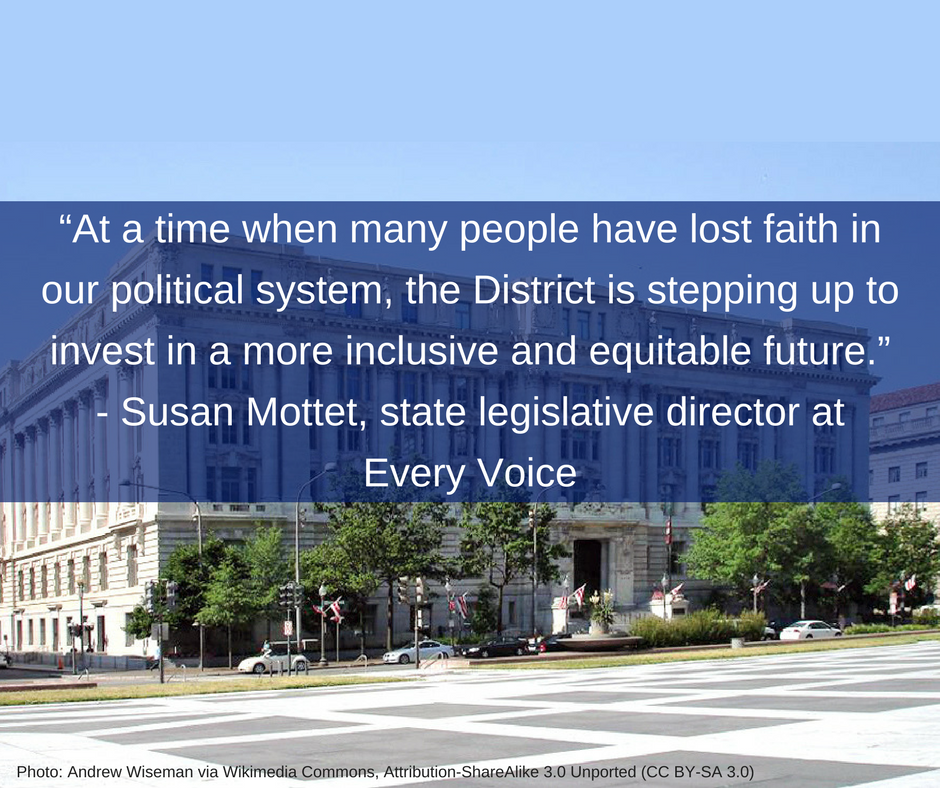 “At a time when many people have lost faith in
our political system, the District is stepping up to
invest in a more inclusive and equitable future.”
- Susan Mottet, state legislative director at
Every Voice
Photo: Andrew Wiseman via Wikimedia Commons, Attribution-ShareAlike 3.0 Unported (CC BY-SA 3.0)